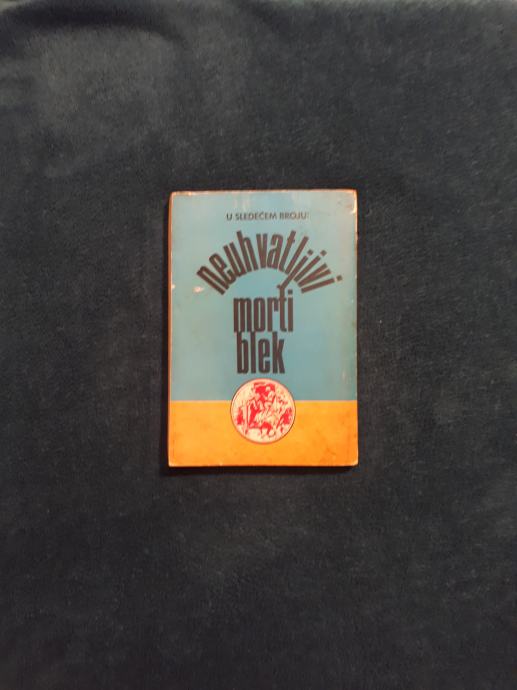 U SLEDEĆEM BROJU:
neuhvatljivi
morti
blek